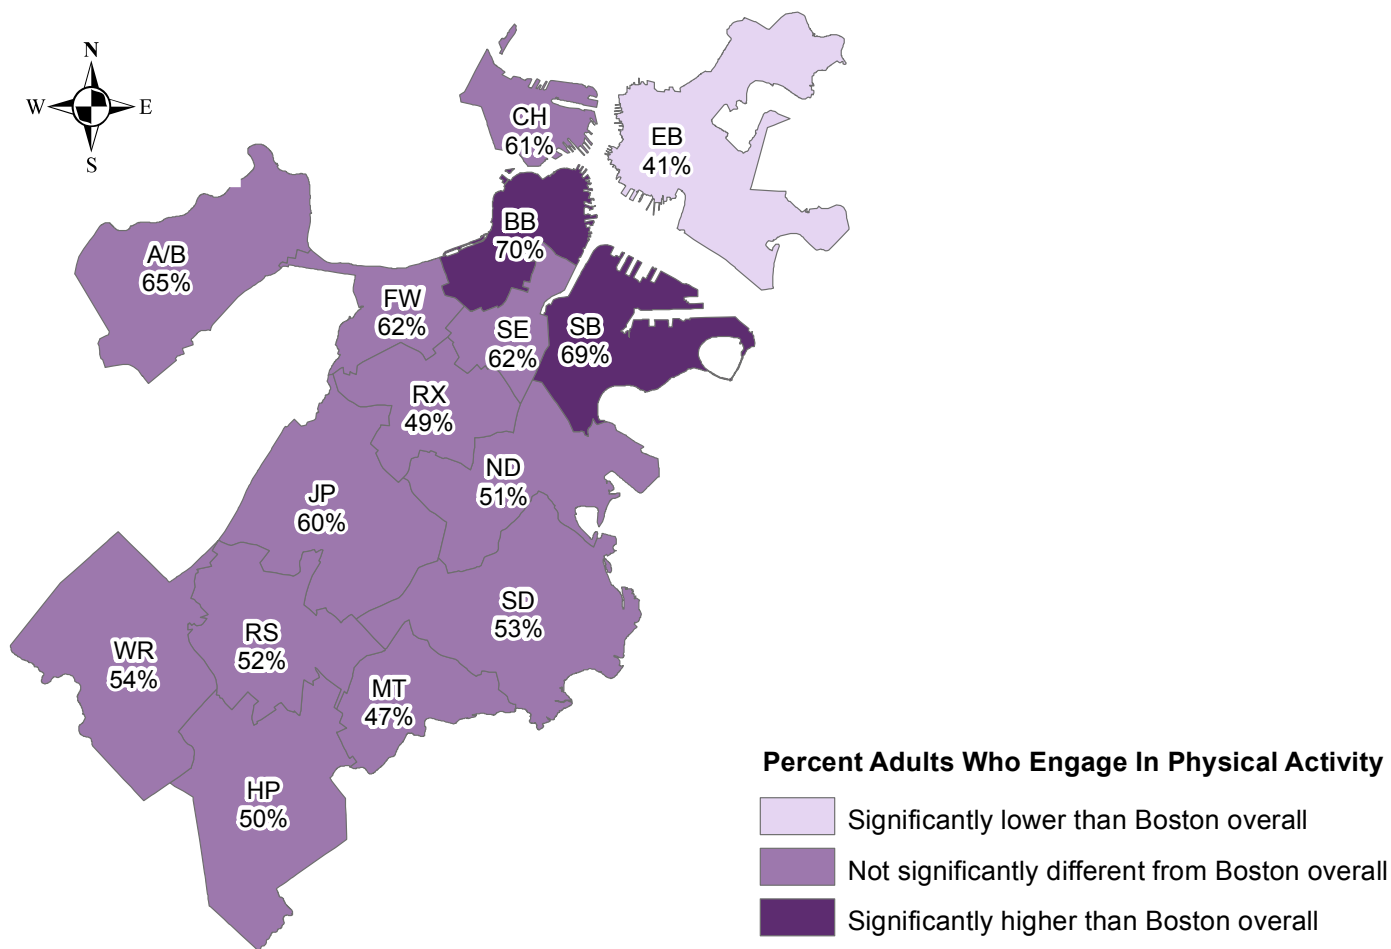 N
W E
S
CH
61%
EB
41%
BB
70%
A/B
65%
FW
62%
SE
62%
SB
69%
RX
49%
ND
51%
JP
60%
SD
53%
RS
52%
WR
54%
MT
47%
HP
50%
Percent Adults Who Engage In Physical Activity
Significantly lower than Boston overall
Not significantly different from Boston overall
Significantly higher than Boston overall